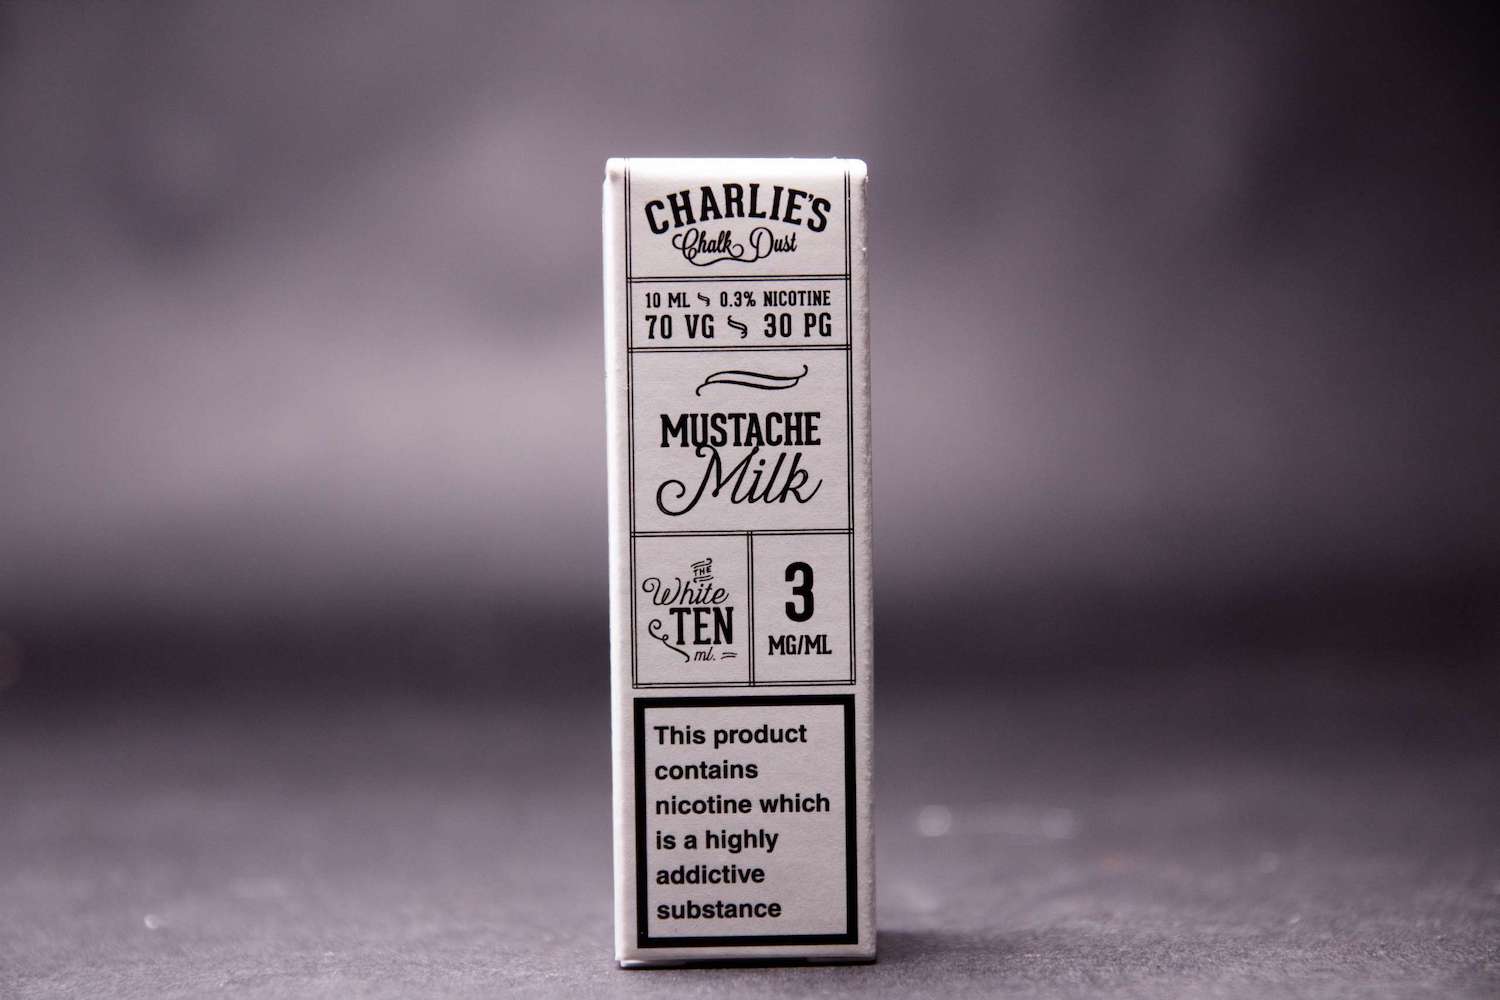 CHARLIE'S
Chalk Dust
10 ML 0.3% NICOTINE
70 VG 30 PG
MUSTACHE
Milk
THE
White
TEN
ml.
3
MG/ML
This product
contains
nicotine which
is a highly
addictive
substance